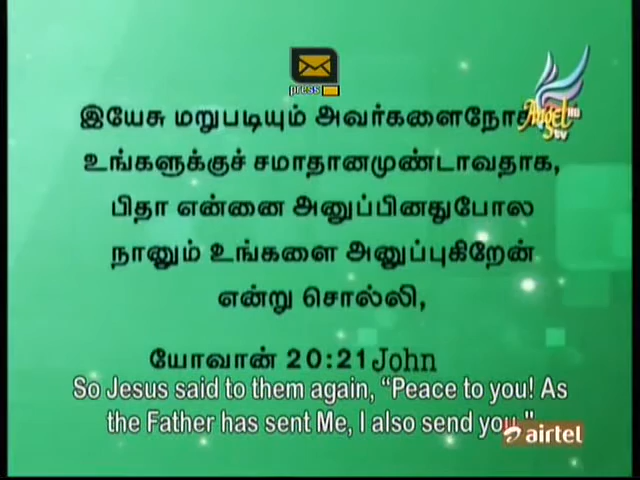 press
Angel
TV
இயேசு மறுபடியும் அவர்களைநோ
உங்களுக்குச் சமாதானமுண்டாவதாக,
பிதா என்னை அனுப்பினதுபோல
நானும் உங்களை அனுப்புகிறேன்
என்று சொல்லி,
யோவான் 20:21 John
So Jesus said to them again, “Peace to you! As
the Father has sent Me, I also send you."
airtel